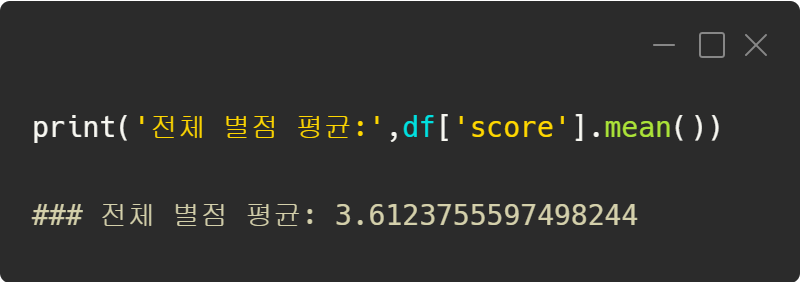 print('전체 별점 평균:',df['score'].mean())
### 전체 별점 평균: 3.6123755597498244